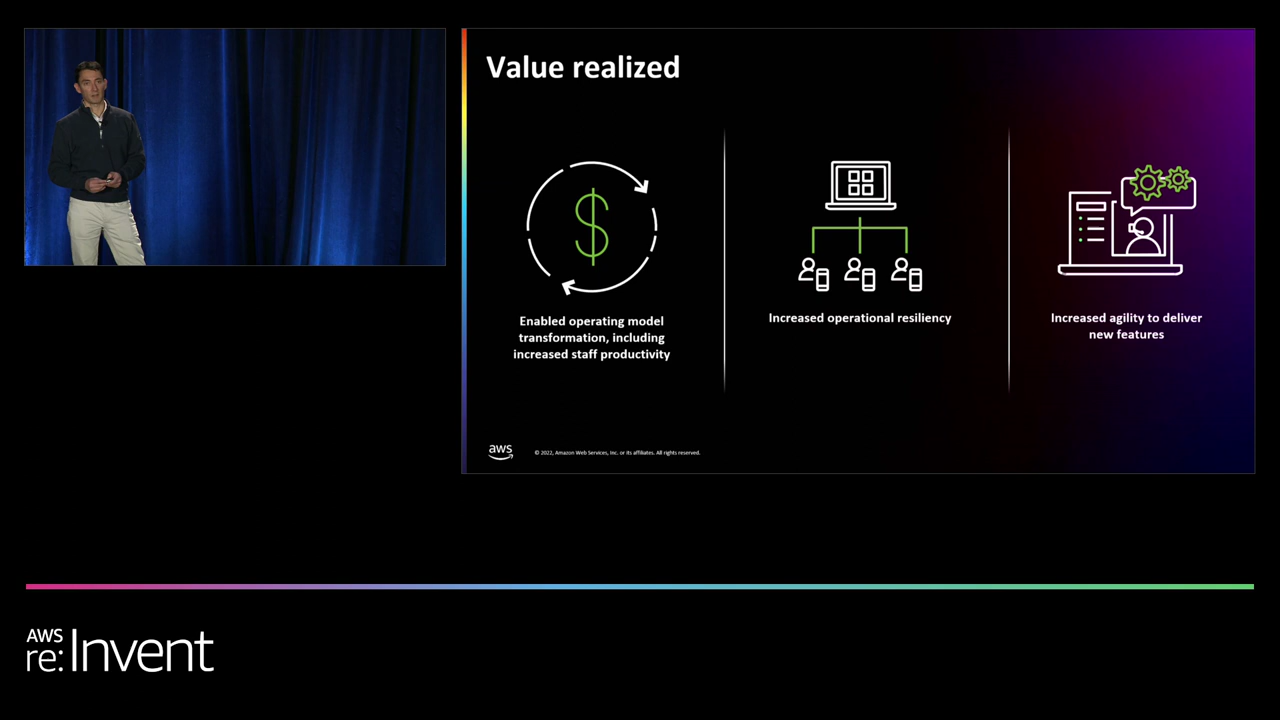 Value realized
Enabled operating model
transformation, including
increased staff productivity
Increased operational resiliency
Increased agility to deliver
new features
aws
© 2022, Amazon Web Services, Inc. or its affiliates. All rights reserved.
AWS
re:Invent